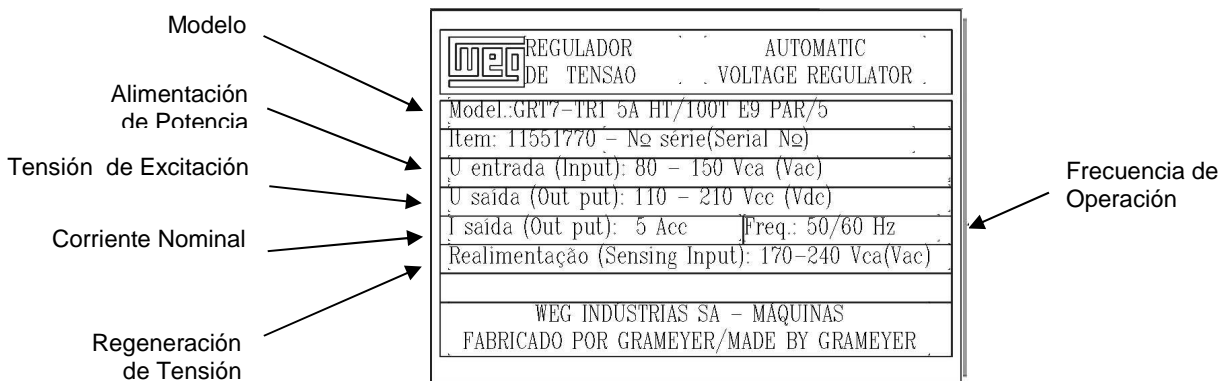 Modelo
Alimentación
de Potencia
Tensión de Excitación
Corriente Nominal
Regeneración
de Tensión
WEG
REGULADOR
DE TENSAO
AUTOMATIC
VOLTAGE REGULATOR
Model.:GRT7-TRI 5A HT/100T E9 PAR/5
Item: 11551770 - Nº série(Serial Nº)
U entrada (Input): 80 - 150 Vca (Vac)
U saída (Out put): 110 - 210 Vcc (Vdc)
I saída (Out put): 5 Acc Freq.: 50/60 Hz
Realimentação (Sensing Input): 170-240 Vca(Vac)
WEG INDÚSTRIAS SA - MÁQUINAS
FABRICADO POR GRAMEYER/MADE BY GRAMEYER
Frecuencia de
Operación